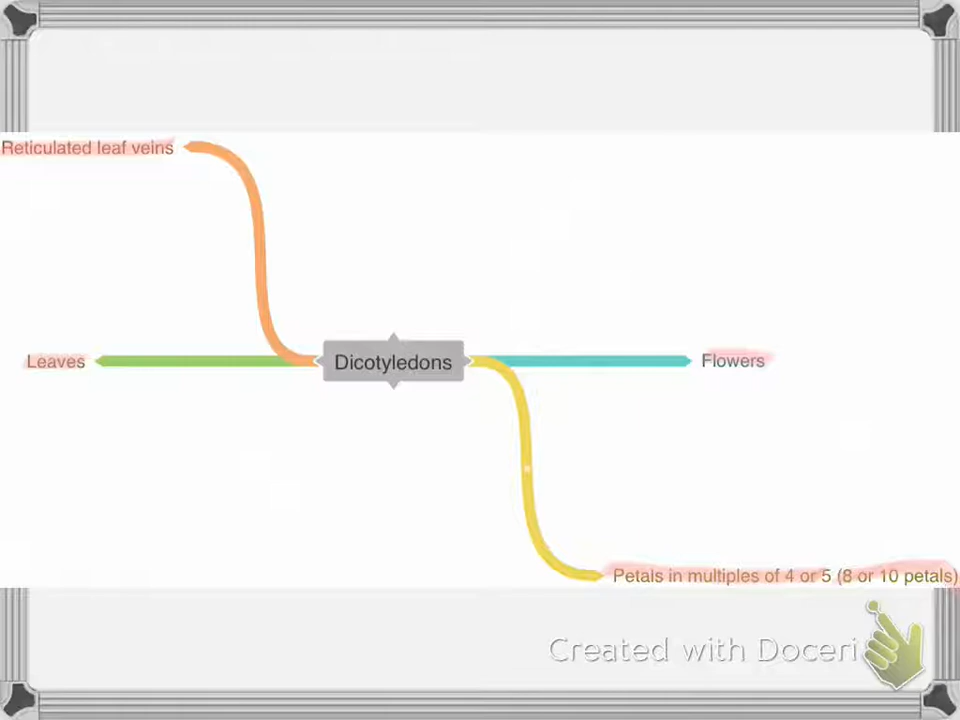 Reticulated leaf veins
Leaves
Dicotyledons
Flowers
Petals in multiples of 4 or 5 (8 or 10 petals)
Created with Doceri